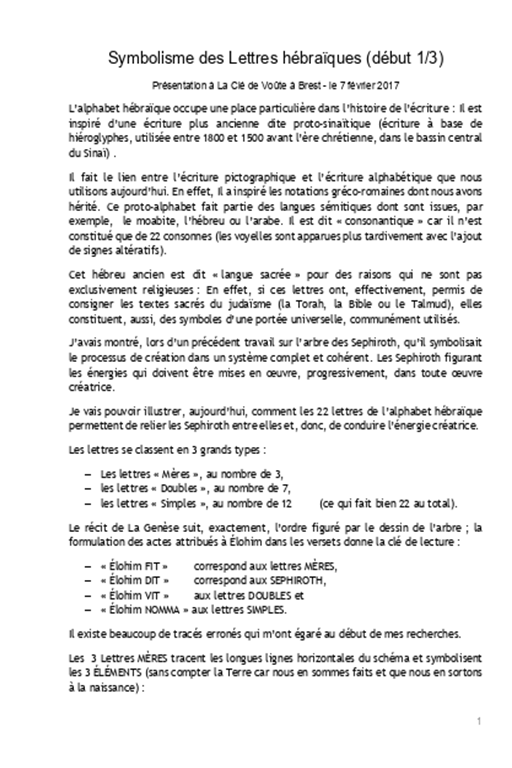 Symbolisme des Lettres hébraïques (début 1/3)
Présentation à La Clé de Voûte à Brest - le 7 février 2017
L'alphabet hébraïque occupe une place particulière dans l'histoire de l'écriture : Il est
inspiré d'une écriture plus ancienne dite proto-sinaïtique (écriture à base de
hiéroglyphes, utilisée entre 1800 et 1500 avant l'ère chrétienne, dans le bassin central
du Sinaï) .
Il fait le lien entre l'écriture pictographique et l'écriture alphabétique que nous
utilisons aujourd'hui. En effet, Il a inspiré les notations gréco-romaines dont nous avons
hérité. Ce proto-alphabet fait partie des langues sémitiques dont sont issues, par
exemple, le moabite, l'hébreu ou l'arabe. Il est dit « consonantique » car il n'est
constitué que de 22 consonnes (les voyelles sont apparues plus tardivement avec l'ajout
de signes altératifs).
Cet hébreu ancien est dit « langue sacrée » pour des raisons qui ne sont pas
exclusivement religieuses : En effet, si ces lettres ont, effectivement, permis de
consigner les textes sacrés du judaïsme (la Torah, la Bible ou le Talmud), elles
constituent, aussi, des symboles d'une portée universelle, communément utilisés.
J'avais montré, lors d'un précédent travail sur l'arbre des Sephiroth, qu'il symbolisait
le processus de création dans un système complet et cohérent. Les Sephiroth figurant
les énergies qui doivent être mises en œuvre, progressivement, dans toute œuvre
créatrice.
Je vais pouvoir illustrer, aujourd'hui, comment les 22 lettres de l'alphabet hébraïque
permettent de relier les Sephiroth entre elles et, donc, de conduire l'énergie créatrice.
Les lettres se classent en 3 grands types :
– Les lettres « Mères », au nombre de 3,
– les lettres « Doubles », au nombre de 7,
– les lettres « Simples », au nombre de 12 (ce qui fait bien 22 au total).
Le récit de La Genèse suit, exactement, l'ordre figuré par le dessin de l'arbre ; la
formulation des actes attribués à Élohim dans les versets donne la clé de lecture :
– « Élohim FIT » correspond aux lettres MÈRES,
– « Élohim DIT » correspond aux SEPHIROTH,
– « Élohim VIT » aux lettres DOUBLES et
– « Élohim NOMMA » aux lettres SIMPLES.
Il existe beaucoup de tracés erronés qui m'ont égaré au début de mes recherches.
Les 3 Lettres MÈRES tracent les longues lignes horizontales du schéma et symbolisent
les 3 ÉLÉMENTS (sans compter la Terre car nous en sommes faits et que nous en sortons
à la naissance) :
1